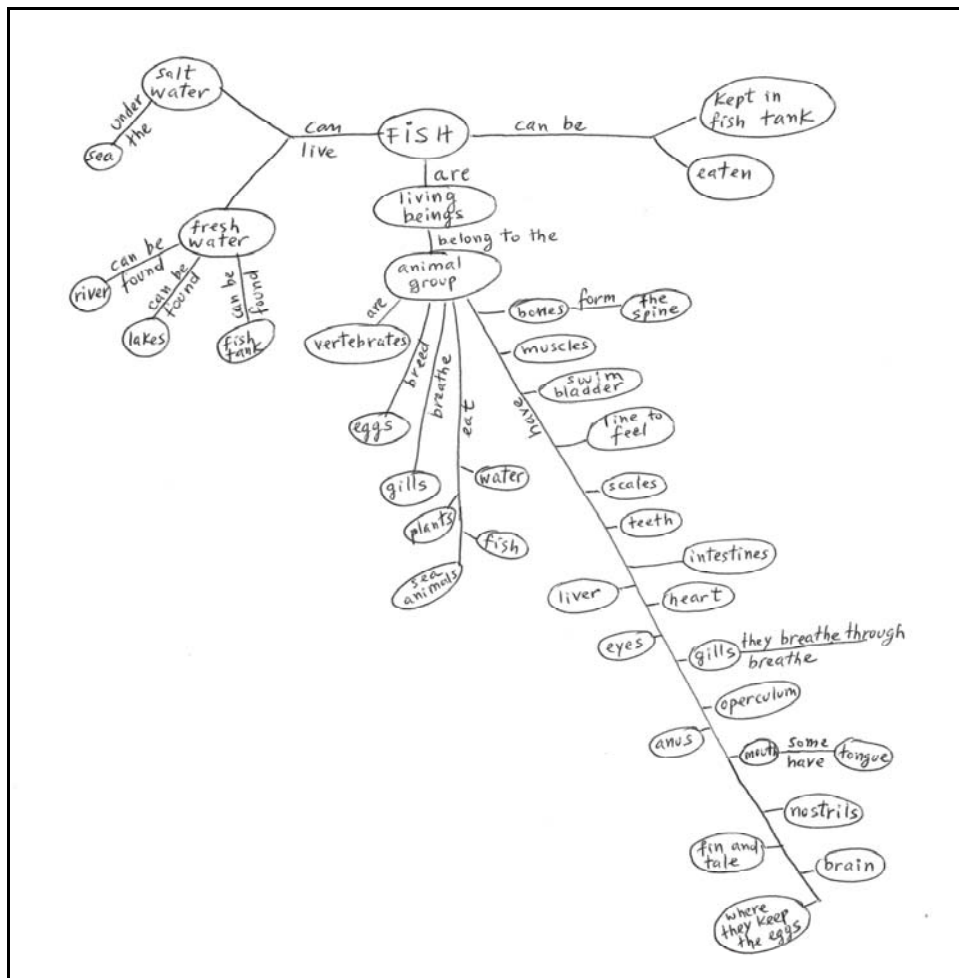 salt
water
under
the
sea
can
live
FISH
can be
kept in
fish tank
eaten
are
living
beings
belong to the
fresh
water
can be
found
river
can be
found
lakes
can be
found
fish
tank
animal
group
are
vertebrates
breed
eggs
breathe
gills
eat
water
plants
fish
sea
animals
have
bones
form
the
spine
muscles
swim
bladder
line to
feel
scales
teeth
intestines
liver
heart
eyes
gills
they breathe through
breathe
operculum
anus
mouth
some
have
tongue
nostrils
fin and
tale
brain
where
they keep
the eggs